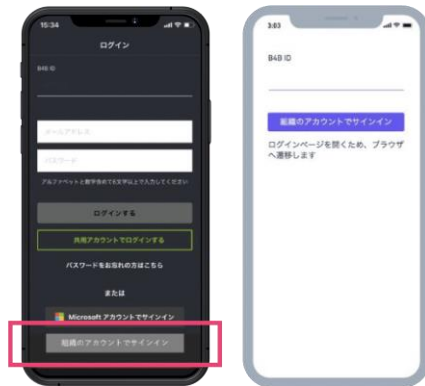 15:34
ログイン
B4B ID
メールアドレス
パスワード
アルファベットと数字含めて6文字以上で入力してください
ログインする
共用アカウントでログインする
パスワードをお忘れの方はこちら
または
Microsoft アカウントでサインイン
組織のアカウントでサインイン
3:03
B4B ID
組織のアカウントでサインイン
ログインページを開くため、ブラウザ
へ遷移します